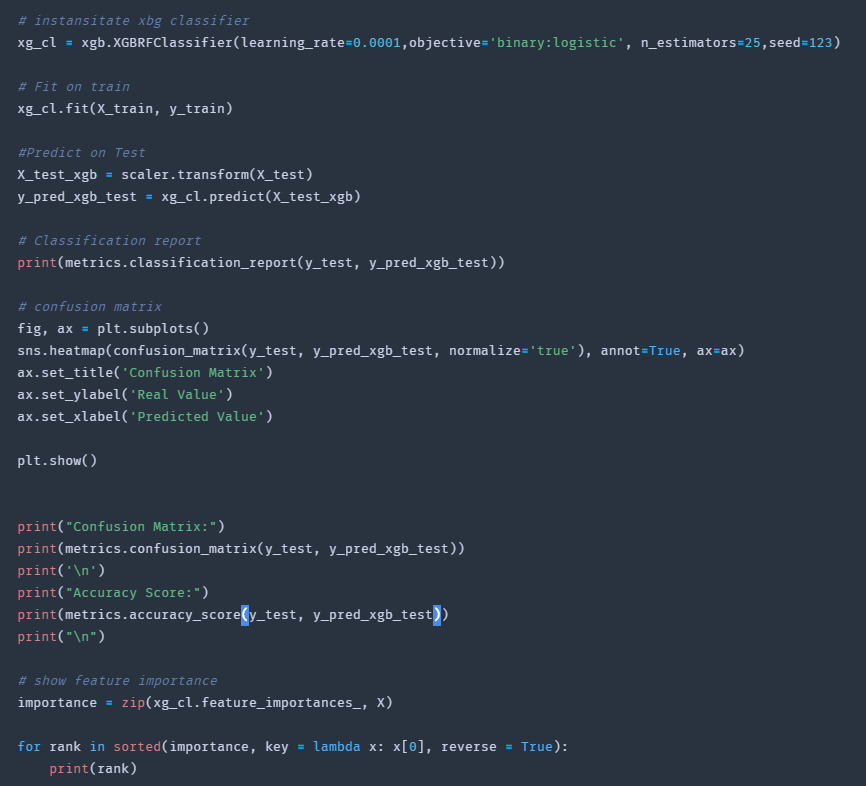 # instansitate xbg classifier
xg_cl = xgb.XGBRFClassifier(learning_rate=0.0001,objective='binary:logistic', n_estimators=25,seed=123)
# Fit on train
xg_cl.fit(X_train, y_train)
#Predict on Test
X_test_xgb = scaler.transform(X_test)
y_pred_xgb_test = xg_cl.predict(X_test_xgb)
# Classification report
print(metrics.classification_report(y_test, y_pred_xgb_test))
# confusion matrix
fig, ax = plt.subplots()
sns.heatmap(confusion_matrix(y_test, y_pred_xgb_test, normalize='true'), annot=True, ax=ax)
ax.set_title('Confusion Matrix')
ax.set_ylabel('Real Value')
ax.set_xlabel('Predicted Value')
plt.show()
print("Confusion Matrix:")
print(metrics.confusion_matrix(y_test, y_pred_xgb_test))
print('\n')
print("Accuracy Score:")
print(metrics.accuracy_score(y_test, y_pred_xgb_test))
print("\n")
# show feature importance
importance = zip(xg_cl.feature_importances_, X)
for rank in sorted(importance, key = lambda x: x[0], reverse = True):
    print(rank)